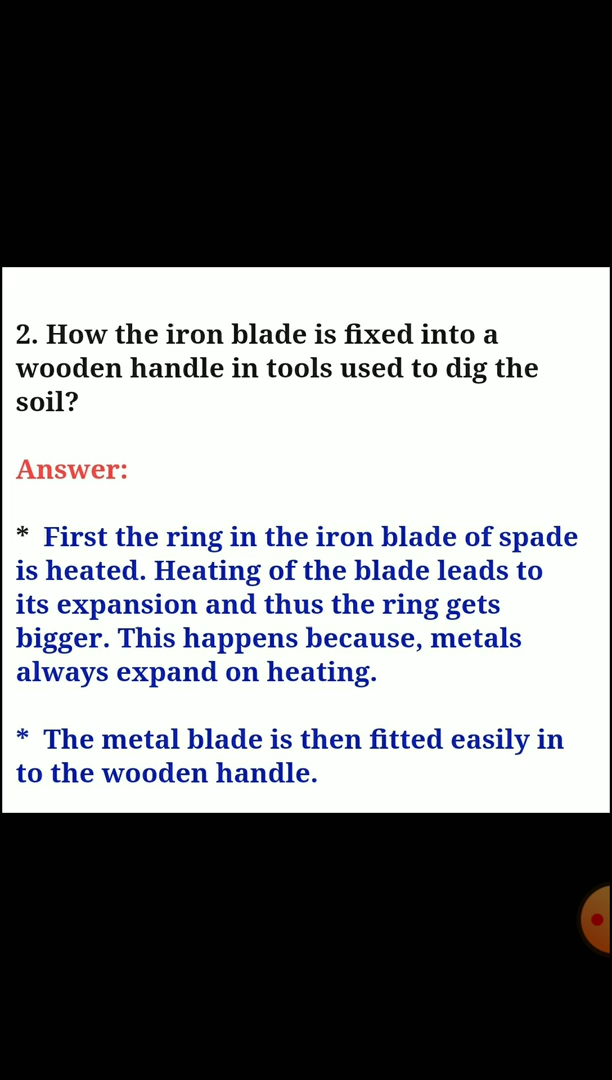 2. How the iron blade is fixed into a
wooden handle in tools used to dig the
soil?
Answer:
* First the ring in the iron blade of spade
is heated. Heating of the blade leads to
its expansion and thus the ring gets
bigger. This happens because, metals
always expand on heating.
* The metal blade is then fitted easily in
to the wooden handle.